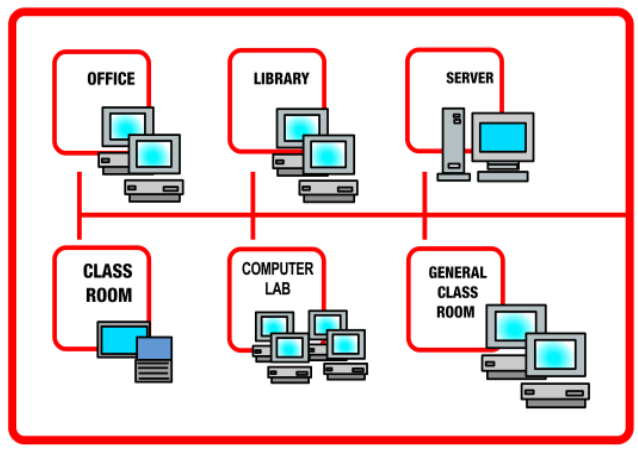 OFFICE
LIBRARY
SERVER
CLASS
ROOM
COMPUTER
LAB
GENERAL
CLASS
ROOM